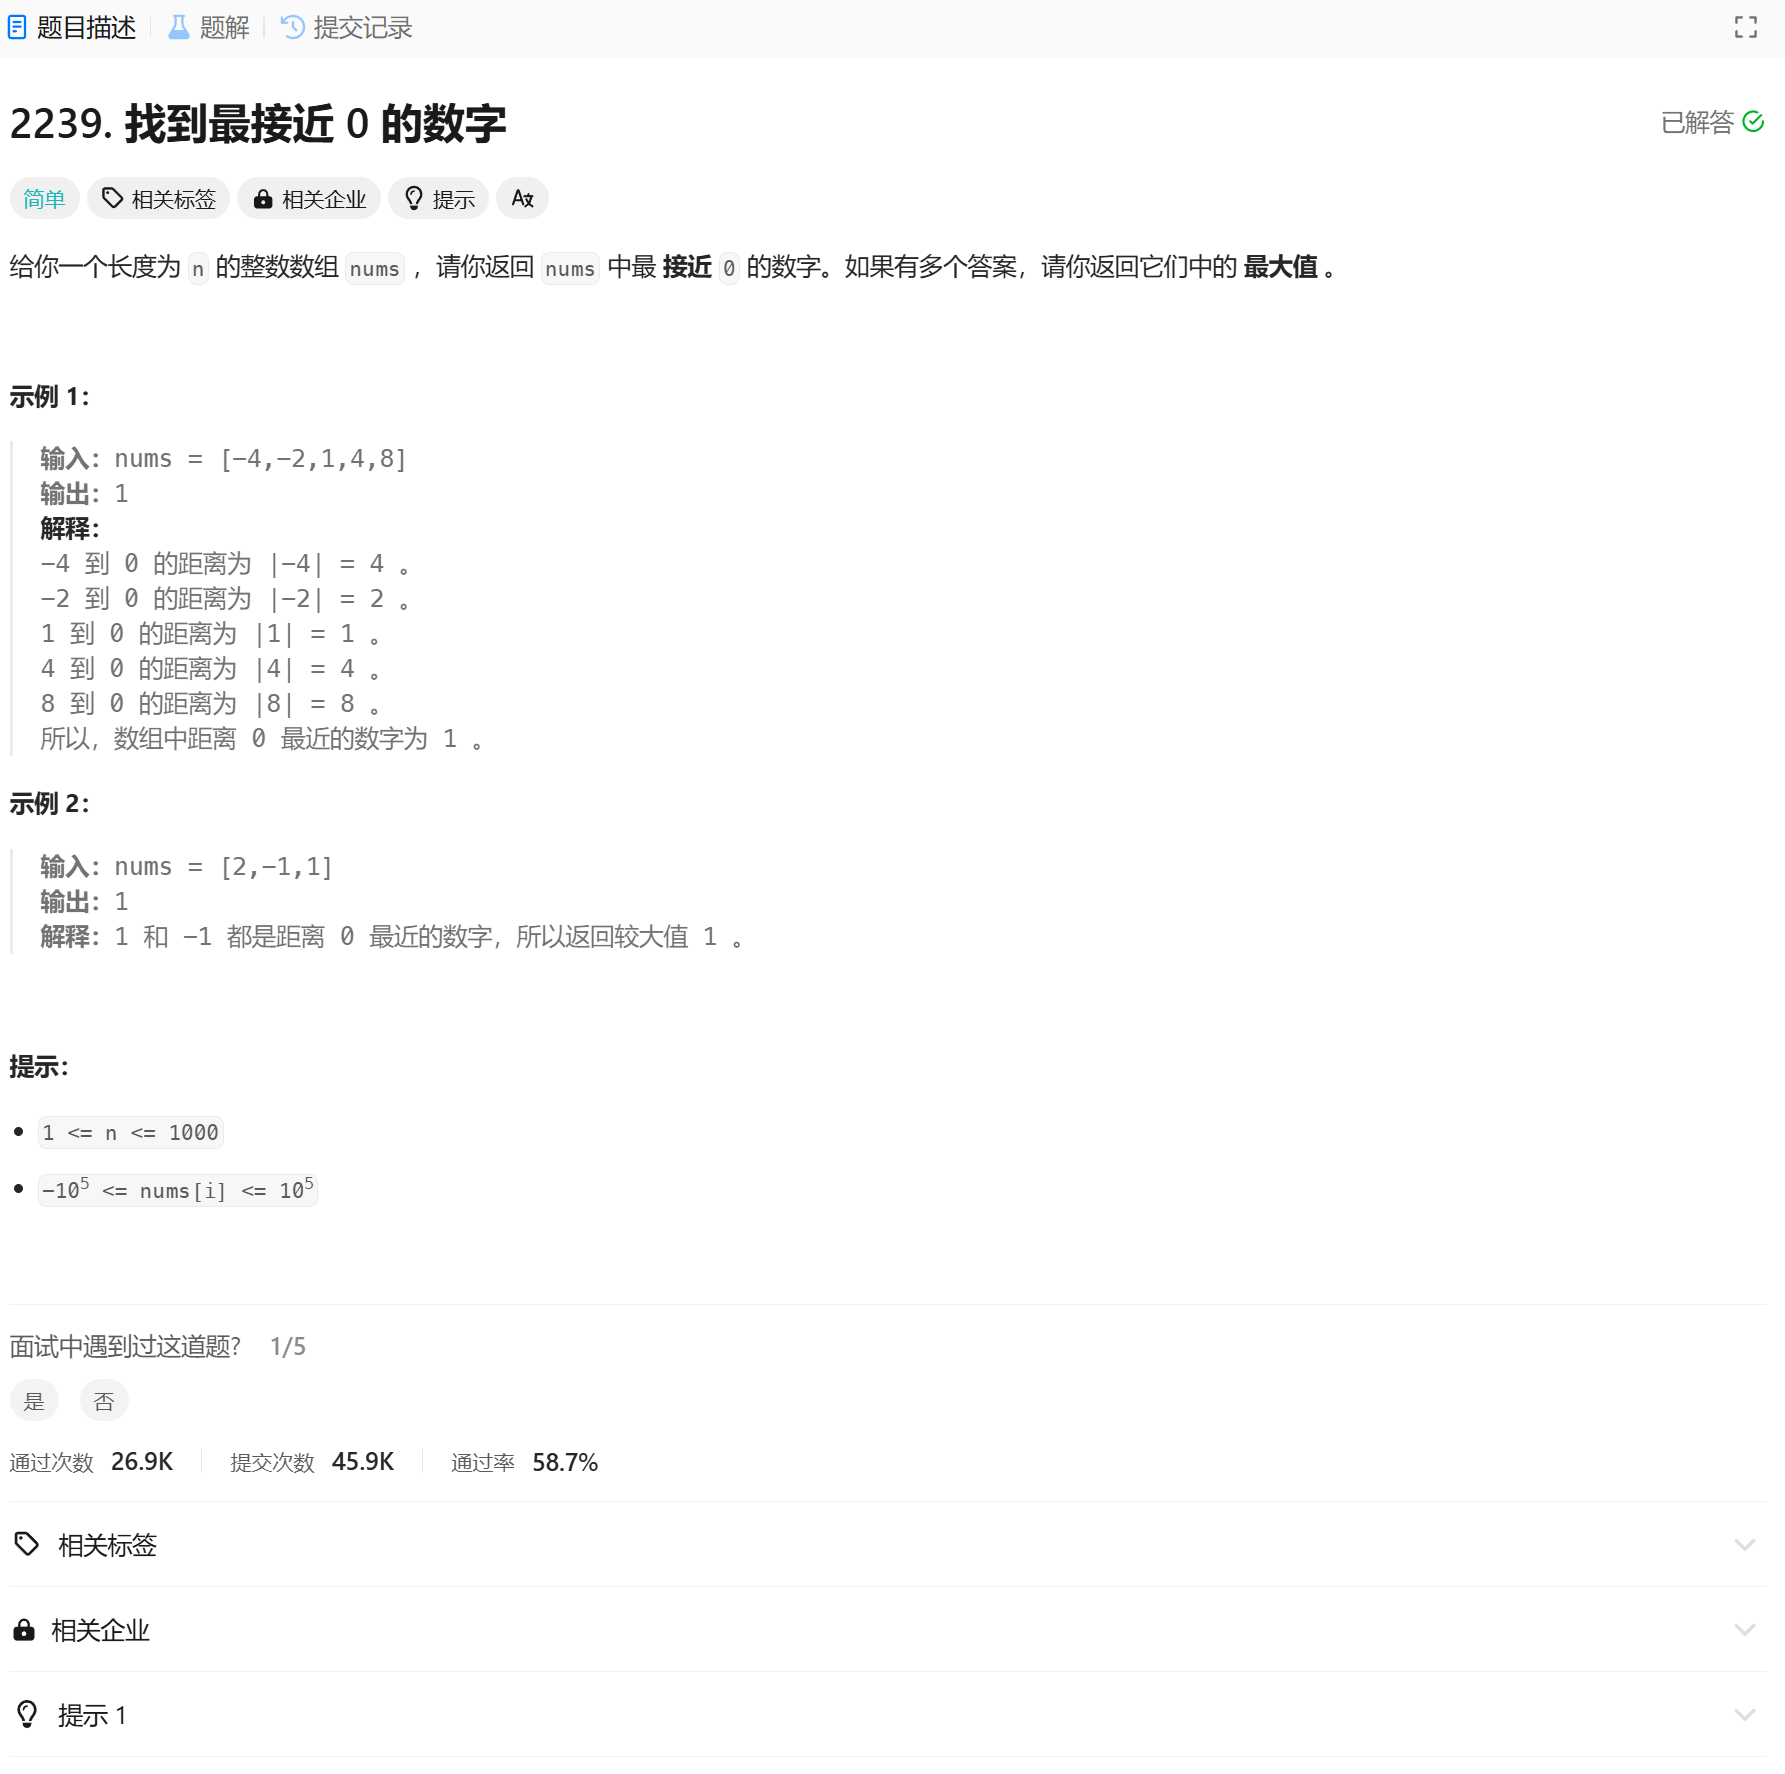 题目描述 题解 提交记录
2239. 找到最接近 0 的数字
已解答
简单 相关标签 相关企业 提示 Aあ
给你一个长度为 n 的整数数组 nums ，请你返回 nums 中最 接近 0 的数字。如果有多个答案，请你返回它们中的 最大值 。
示例 1：
输入：nums = [-4,-2,1,4,8]
输出：1
解释：
-4 到 0 的距离为 |-4| = 4 。
-2 到 0 的距离为 |-2| = 2 。
1 到 0 的距离为 |1| = 1 。
4 到 0 的距离为 |4| = 4 。
8 到 0 的距离为 |8| = 8 。
所以，数组中距离 0 最近的数字为 1 。
示例 2：
输入：nums = [2,-1,1]
输出：1
解释：1 和 -1 都是距离 0 最近的数字，所以返回较大值 1 。
提示：
1 <= n <= 1000
-10⁵ <= nums[i] <= 10⁵
面试中遇到过这道题? 1/5
是 否
通过次数 26.9K 提交次数 45.9K 通过率 58.7%
相关标签
相关企业
提示 1